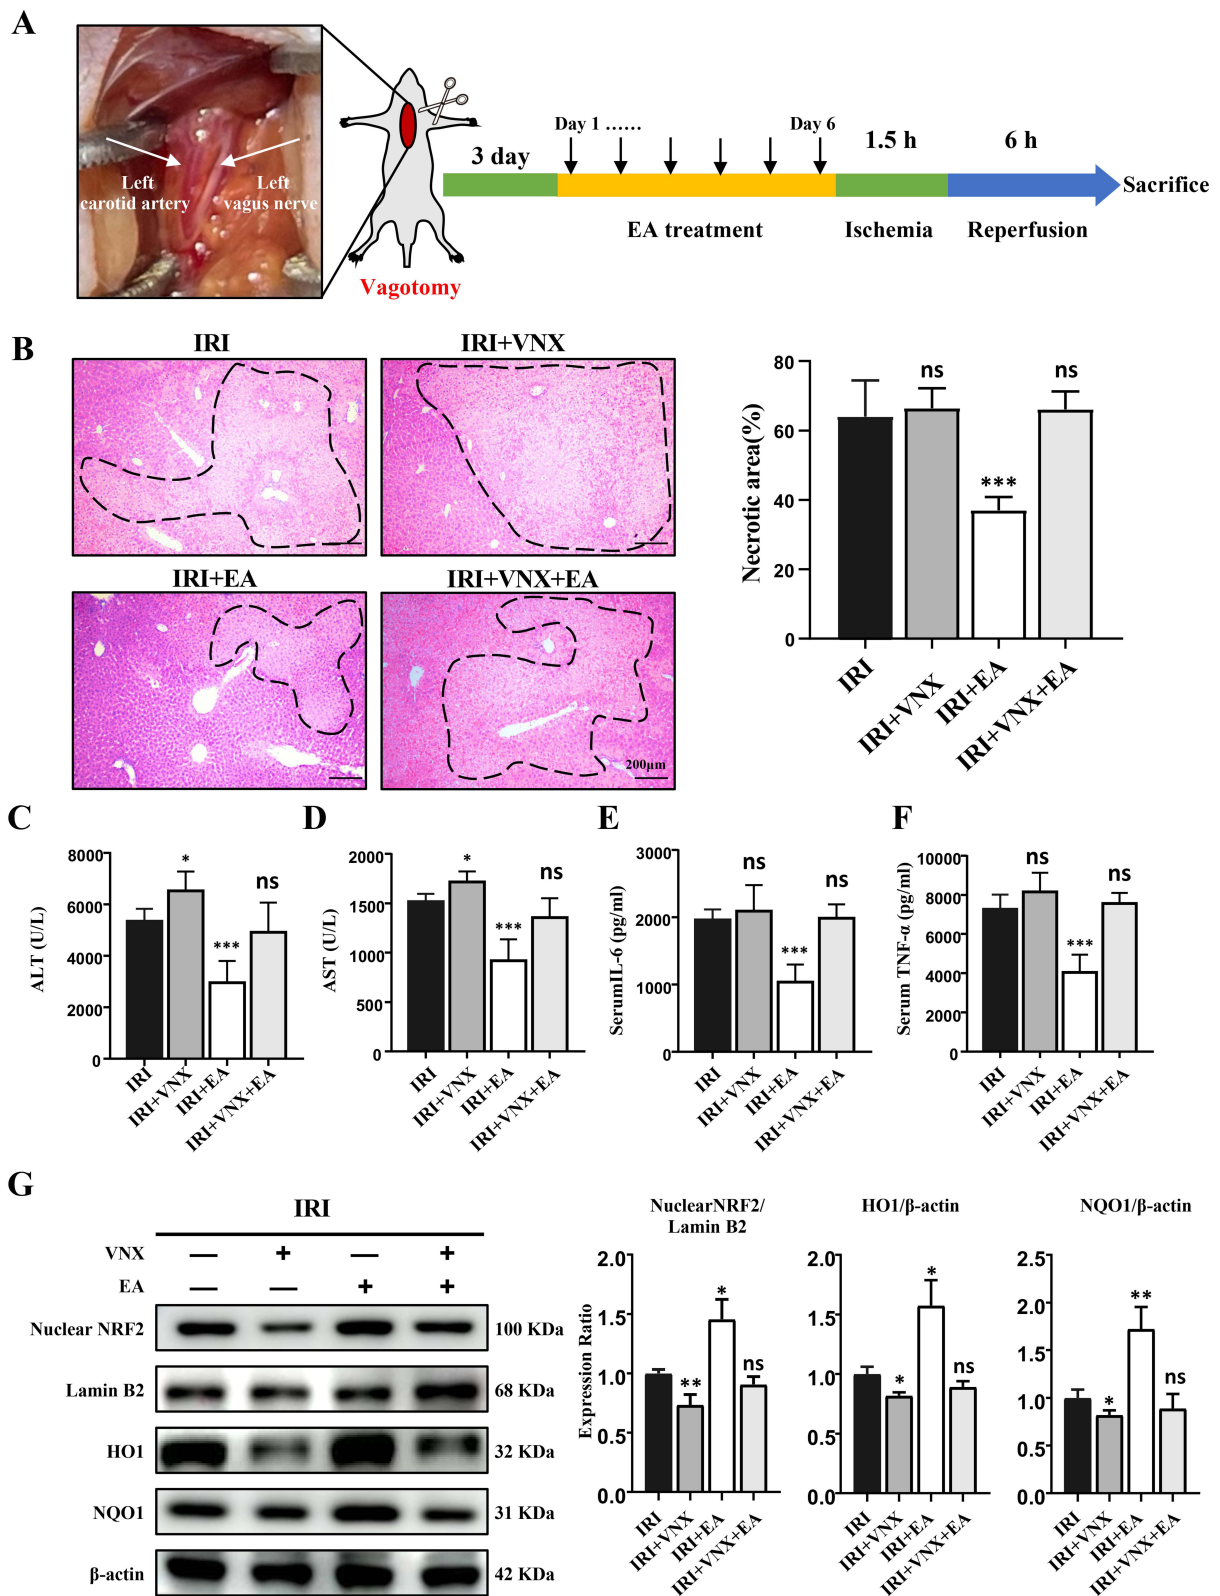 A
Left
carotid artery
Left
vagus nerve
Vagotomy
3 day
Day 1 ......
Day 6
1.5 h
6 h
EA treatment
Ischemia
Reperfusion
Sacrifice
B
IRI
IRI+VNX
IRI+EA
IRI+VNX+EA
200μm
Necrotic area(%)
80
60
40
20
0
ns
***
ns
IRI
IRI+VNX
IRI+EA
IRI+VNX+EA
C
ALT (U/L)
8000
6000
4000
2000
0
*
***
ns
IRI
IRI+VNX
IRI+EA
IRI+VNX+EA
D
AST (U/L)
2000
1500
1000
500
0
*
***
ns
IRI
IRI+VNX
IRI+EA
IRI+VNX+EA
E
SerumIL-6 (pg/ml)
3000
2000
1000
0
ns
***
ns
IRI
IRI+VNX
IRI+EA
IRI+VNX+EA
F
Serum TNF-α (pg/ml)
10000
8000
6000
4000
2000
0
ns
***
ns
IRI
IRI+VNX
IRI+EA
IRI+VNX+EA
G
IRI
VNX — + — +
EA — — + +
Nuclear NRF2 100 KDa
Lamin B2 68 KDa
HO1 32 KDa
NQO1 31 KDa
β-actin 42 KDa
NuclearNRF2/
Lamin B2
Expression Ratio
2.0
1.5
1.0
0.5
0.0
**
*
ns
IRI
IRI+VNX
IRI+EA
IRI+VNX+EA
HO1/β-actin
2.0
1.5
1.0
0.5
0.0
*
*
ns
IRI
IRI+VNX
IRI+EA
IRI+VNX+EA
NQO1/β-actin
2.5
2.0
1.5
1.0
0.5
0.0
*
**
ns
IRI
IRI+VNX
IRI+EA
IRI+VNX+EA